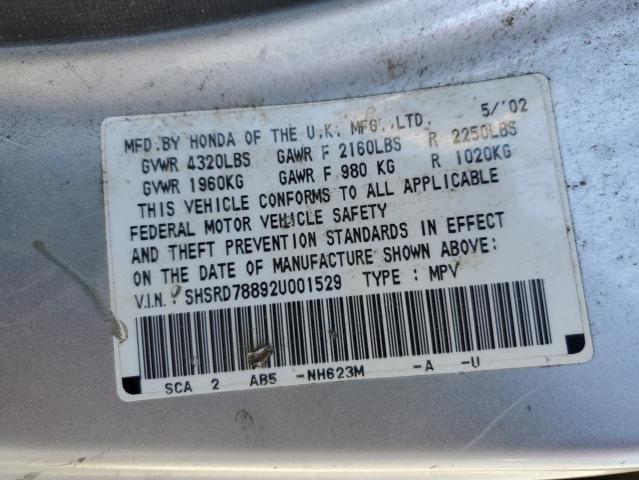 MFD.BY HONDA OF THE U.K. MFG.,LTD. 5/'02
GVWR 4320LBS GAWR F 2160LBS R 2250LBS
GVWR 1960KG GAWR F 980 KG R 1020KG
THIS VEHICLE CONFORMS TO ALL APPLICABLE
FEDERAL MOTOR VEHICLE SAFETY
AND THEFT PREVENTION STANDARDS IN EFFECT
ON THE DATE OF MANUFACTURE SHOWN ABOVE:
V.I.N.: SHSRD78892U001529 TYPE : MPV
SCA 2 AB5 -NH623M -A -U